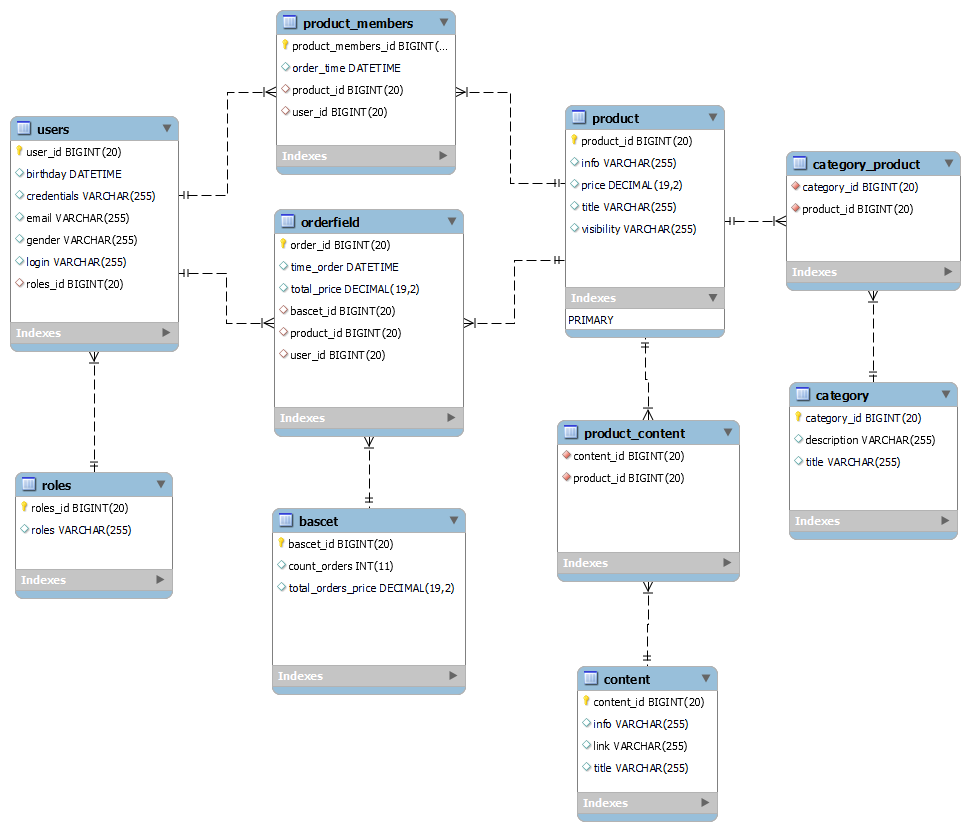 product_members
product_members_id BIGINT(...
order_time DATETIME
product_id BIGINT(20)
user_id BIGINT(20)
Indexes
users
user_id BIGINT(20)
birthday DATETIME
credentials VARCHAR(255)
email VARCHAR(255)
gender VARCHAR(255)
login VARCHAR(255)
roles_id BIGINT(20)
Indexes
orderfield
order_id BIGINT(20)
time_order DATETIME
total_price DECIMAL(19,2)
bascet_id BIGINT(20)
product_id BIGINT(20)
user_id BIGINT(20)
Indexes
product
product_id BIGINT(20)
info VARCHAR(255)
price DECIMAL(19,2)
title VARCHAR(255)
visibility VARCHAR(255)
Indexes
PRIMARY
category_product
category_id BIGINT(20)
product_id BIGINT(20)
Indexes
category
category_id BIGINT(20)
description VARCHAR(255)
title VARCHAR(255)
Indexes
product_content
content_id BIGINT(20)
product_id BIGINT(20)
Indexes
roles
roles_id BIGINT(20)
roles VARCHAR(255)
Indexes
bascet
bascet_id BIGINT(20)
count_orders INT(11)
total_orders_price DECIMAL(19,2)
Indexes
content
content_id BIGINT(20)
info VARCHAR(255)
link VARCHAR(255)
title VARCHAR(255)
Indexes